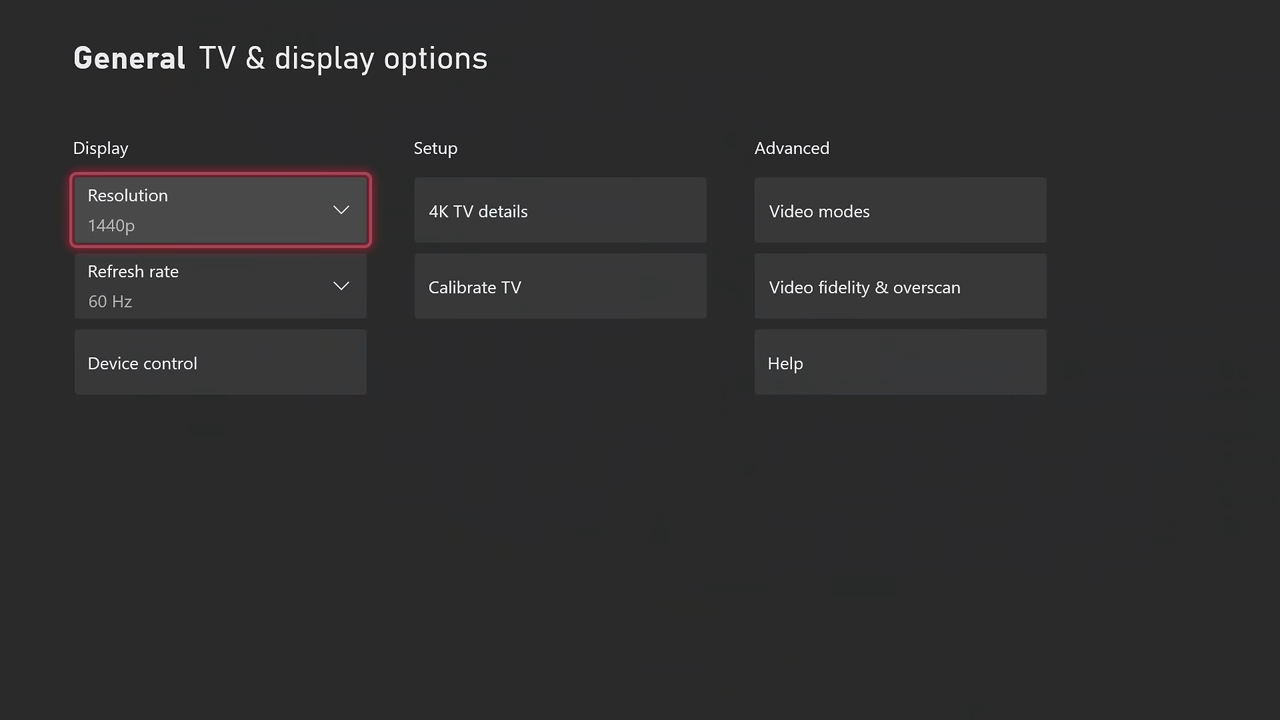 General TV & display options
Display
Resolution
1440p
Refresh rate
60 Hz
Device control
Setup
4K TV details
Calibrate TV
Advanced
Video modes
Video fidelity & overscan
Help